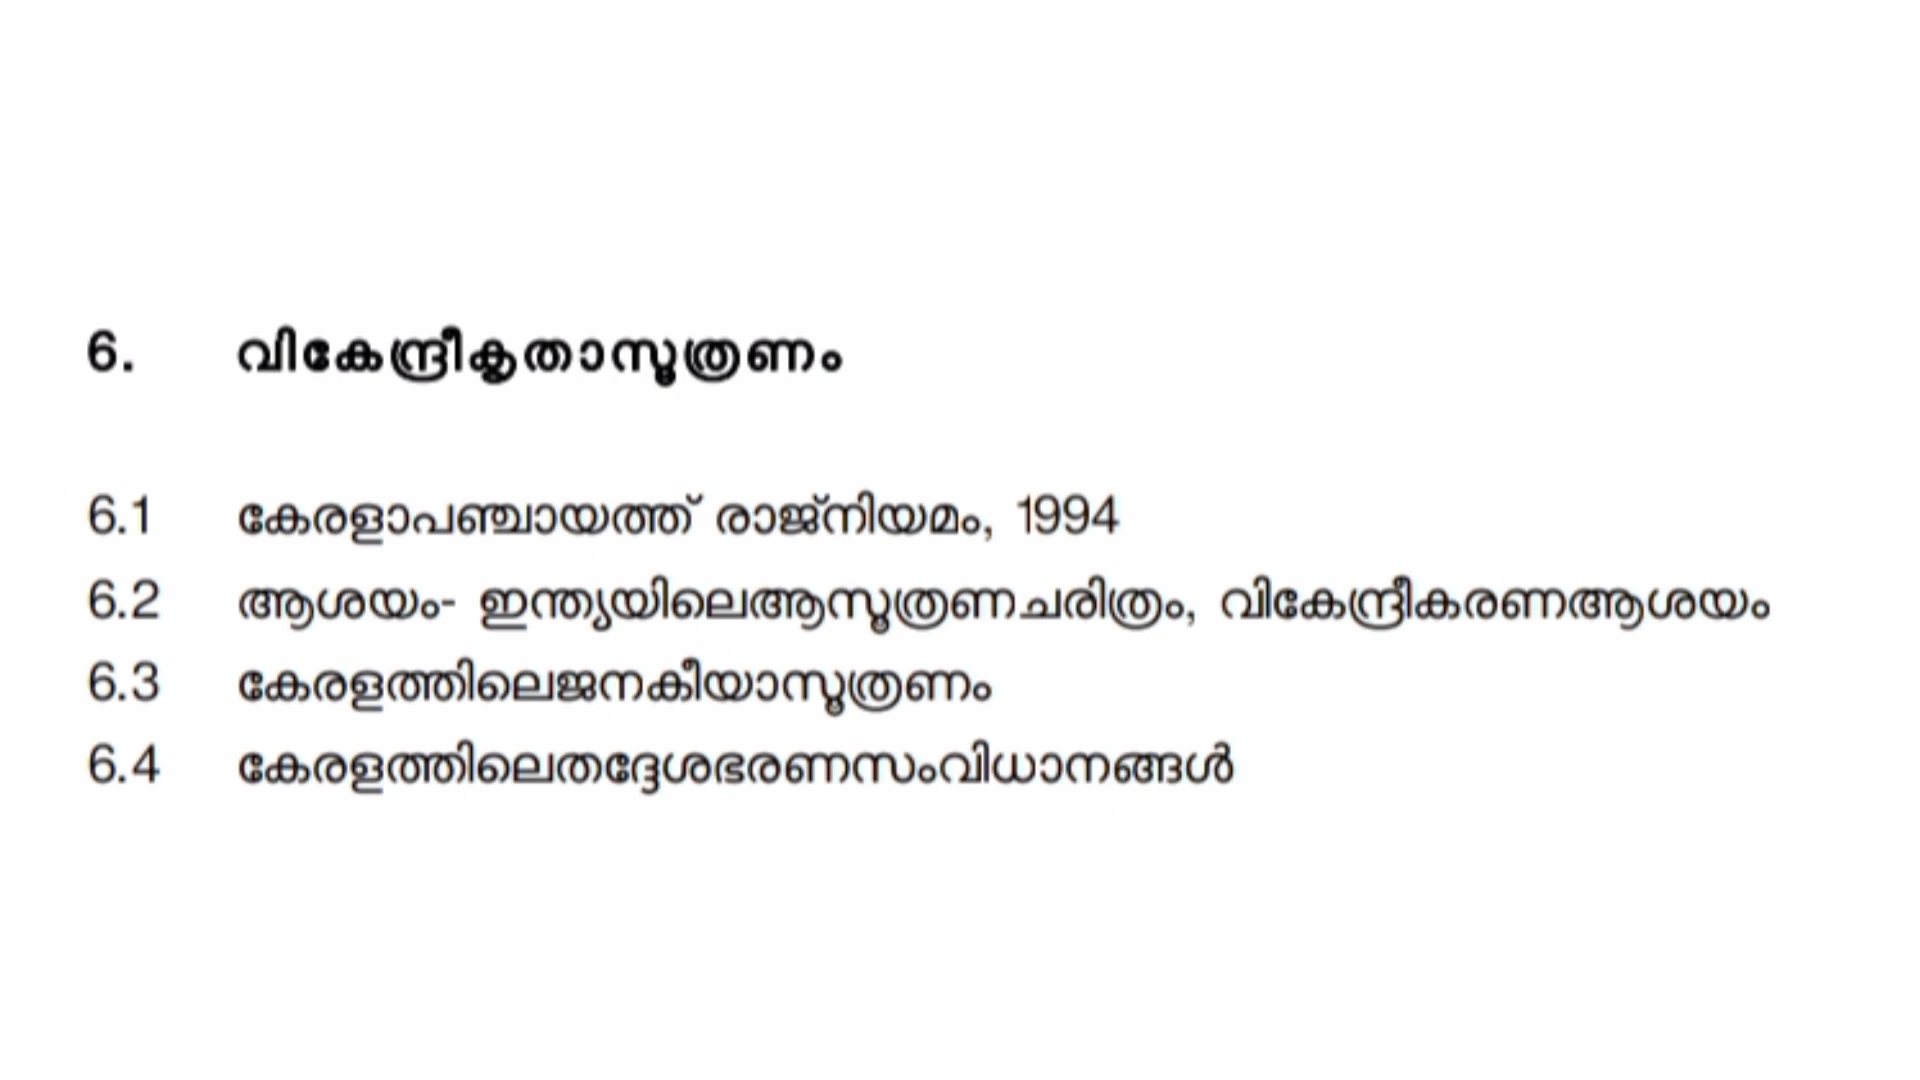 6. വികേന്ദ്രീകൃതാസൂത്രണം
6.1 കേരളാപഞ്ചായത്ത് രാജ്നിയമം, 1994
6.2 ആശയം- ഇന്ത്യയിലെആസൂത്രണചരിത്രം, വികേന്ദ്രീകരണആശയം
6.3 കേരളത്തിലെജനകീയാസൂത്രണം
6.4 കേരളത്തിലെതദ്ദേശഭരണസംവിധാനങ്ങൾ